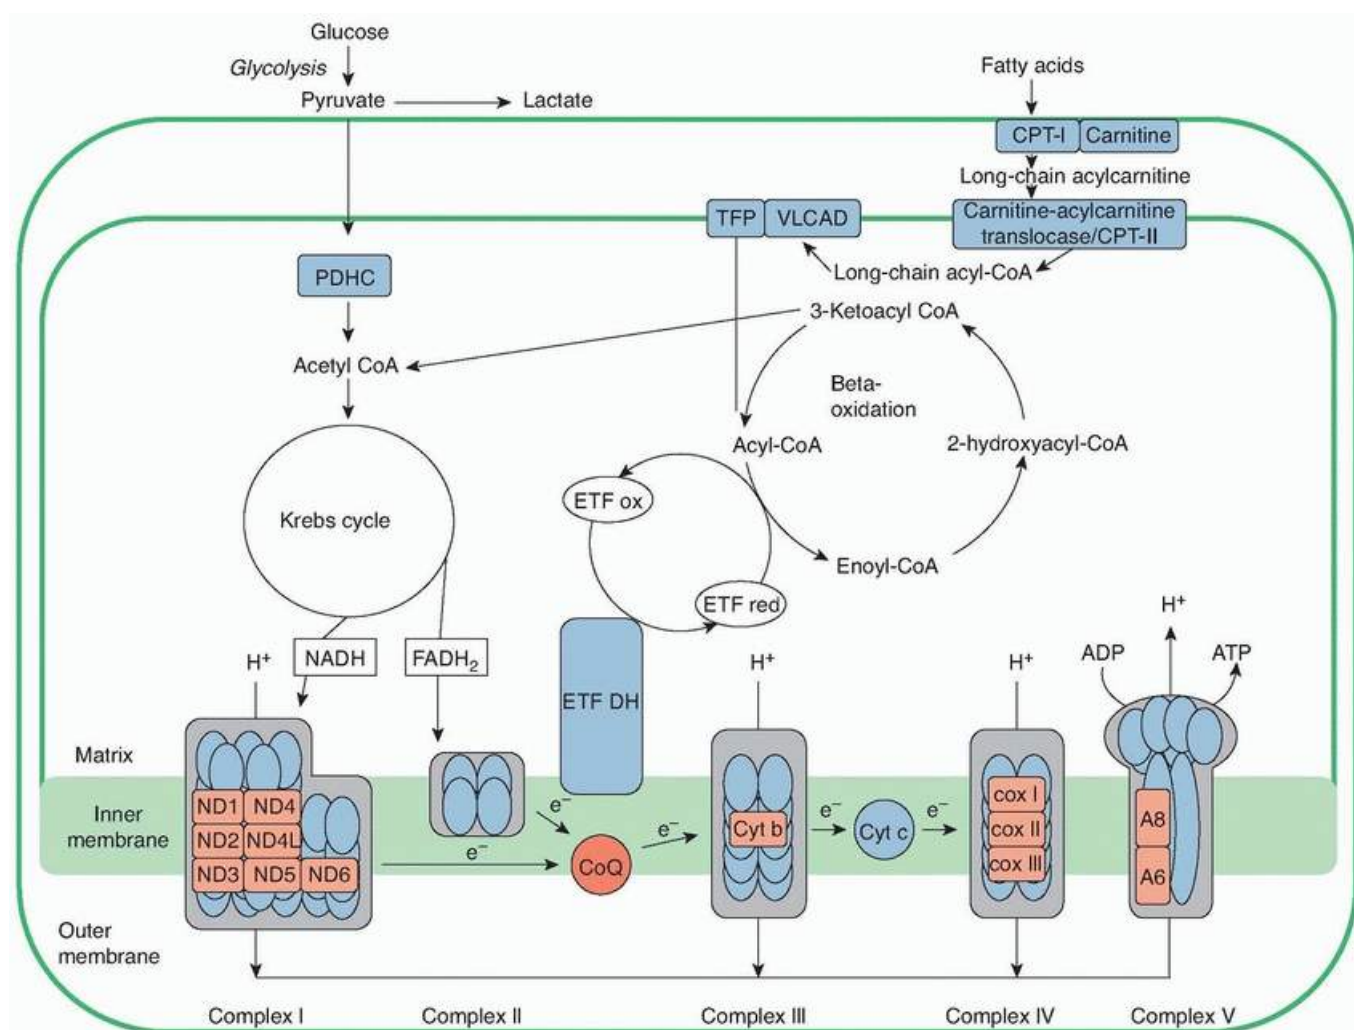 Glucose
Glycolysis
Pyruvate
Lactate
Fatty acids
CPT-I
Carnitine
Long-chain acylcarnitine
Carnitine-acylcarnitine
translocase/CPT-II
TFP
VLCAD
Long-chain acyl-CoA
PDHC
3-Ketoacyl CoA
Acetyl CoA
Beta-
oxidation
Acyl-CoA
2-hydroxyacyl-CoA
ETF ox
Krebs cycle
Enoyl-CoA
ETF red
H+
NADH
FADH2
ETF DH
H+
H+
H+
ADP
ATP
Matrix
Inner
membrane
ND1
ND4
ND2
ND4L
ND3
ND5
ND6
e−
e−
CoQ
e−
Cyt b
e−
Cyt c
e−
cox I
cox II
cox III
A8
A6
Outer
membrane
Complex I
Complex II
Complex III
Complex IV
Complex V